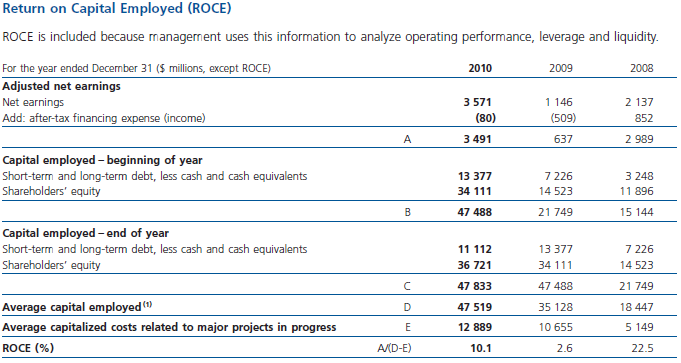 Return on Capital Employed (ROCE)
ROCE is included because management uses this information to analyze operating performance, leverage and liquidity.
For the year ended December 31 ($ millions, except ROCE) 2010 2009 2008
Adjusted net earnings
Net earnings 3 571 1 146 2 137
Add: after-tax financing expense (income) (80) (509) 852
A 3 491 637 2 989
Capital employed – beginning of year
Short-term and long-term debt, less cash and cash equivalents 13 377 7 226 3 248
Shareholders' equity 34 111 14 523 11 896
B 47 488 21 749 15 144
Capital employed – end of year
Short-term and long-term debt, less cash and cash equivalents 11 112 13 377 7 226
Shareholders' equity 36 721 34 111 14 523
C 47 833 47 488 21 749
Average capital employed (1) D 47 519 35 128 18 447
Average capitalized costs related to major projects in progress E 12 889 10 655 5 149
ROCE (%) A/(D-E) 10.1 2.6 22.5